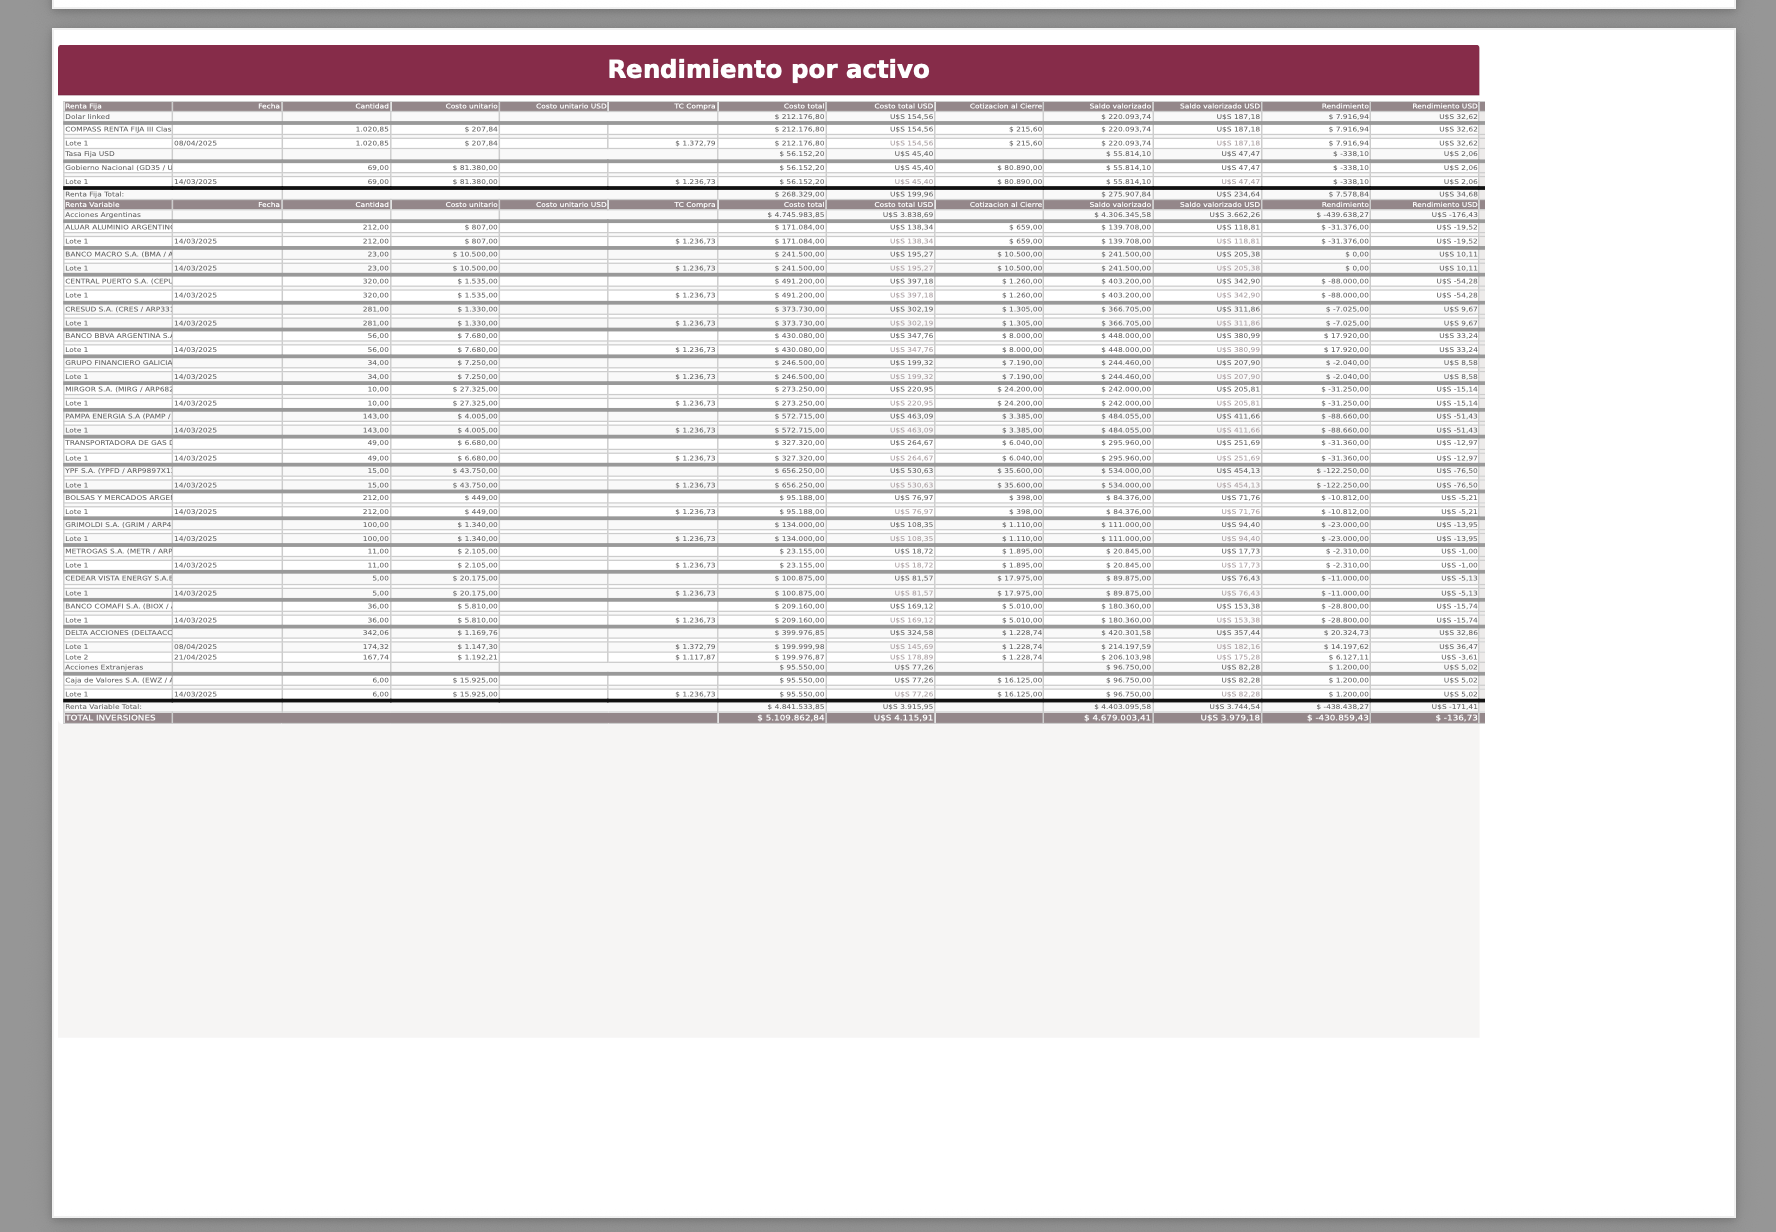 Rendimiento por activo
Renta Fija Fecha Cantidad Costo unitario Costo unitario USD TC Compra Costo total Costo total USD Cotizacion al Cierre Saldo valorizado Saldo valorizado USD Rendimiento Rendimiento USD
Dolar linked $ 212.176,80 U$S 154,56 $ 220.093,74 U$S 187,18 $ 7.916,94 U$S 32,62
COMPASS RENTA FIJA III Clas 1.020,85 $ 207,84 $ 212.176,80 U$S 154,56 $ 215,60 $ 220.093,74 U$S 187,18 $ 7.916,94 U$S 32,62
Lote 1 08/04/2025 1.020,85 $ 207,84 $ 1.372,79 $ 212.176,80 U$S 154,56 $ 215,60 $ 220.093,74 U$S 187,18 $ 7.916,94 U$S 32,62
Tasa Fija USD $ 56.152,20 U$S 45,40 $ 55.814,10 U$S 47,47 $ -338,10 U$S 2,06
Gobierno Nacional (GD35 / U 69,00 $ 81.380,00 $ 56.152,20 U$S 45,40 $ 80.890,00 $ 55.814,10 U$S 47,47 $ -338,10 U$S 2,06
Lote 1 14/03/2025 69,00 $ 81.380,00 $ 1.236,73 $ 56.152,20 U$S 45,40 $ 80.890,00 $ 55.814,10 U$S 47,47 $ -338,10 U$S 2,06
Renta Fija Total: $ 268.329,00 U$S 199,96 $ 275.907,84 U$S 234,64 $ 7.578,84 U$S 34,68
Renta Variable Fecha Cantidad Costo unitario Costo unitario USD TC Compra Costo total Costo total USD Cotizacion al Cierre Saldo valorizado Saldo valorizado USD Rendimiento Rendimiento USD
Acciones Argentinas $ 4.745.983,85 U$S 3.838,69 $ 4.306.345,58 U$S 3.662,26 $ -439.638,27 U$S -176,43
ALUAR ALUMINIO ARGENTINO 212,00 $ 807,00 $ 171.084,00 U$S 138,34 $ 659,00 $ 139.708,00 U$S 118,81 $ -31.376,00 U$S -19,52
Lote 1 14/03/2025 212,00 $ 807,00 $ 1.236,73 $ 171.084,00 U$S 138,34 $ 659,00 $ 139.708,00 U$S 118,81 $ -31.376,00 U$S -19,52
BANCO MACRO S.A. (BMA / A 23,00 $ 10.500,00 $ 241.500,00 U$S 195,27 $ 10.500,00 $ 241.500,00 U$S 205,38 $ 0,00 U$S 10,11
Lote 1 14/03/2025 23,00 $ 10.500,00 $ 1.236,73 $ 241.500,00 U$S 195,27 $ 10.500,00 $ 241.500,00 U$S 205,38 $ 0,00 U$S 10,11
CENTRAL PUERTO S.A. (CEPU 320,00 $ 1.535,00 $ 491.200,00 U$S 397,18 $ 1.260,00 $ 403.200,00 U$S 342,90 $ -88.000,00 U$S -54,28
Lote 1 14/03/2025 320,00 $ 1.535,00 $ 1.236,73 $ 491.200,00 U$S 397,18 $ 1.260,00 $ 403.200,00 U$S 342,90 $ -88.000,00 U$S -54,28
CRESUD S.A. (CRES / ARP331 281,00 $ 1.330,00 $ 373.730,00 U$S 302,19 $ 1.305,00 $ 366.705,00 U$S 311,86 $ -7.025,00 U$S 9,67
Lote 1 14/03/2025 281,00 $ 1.330,00 $ 1.236,73 $ 373.730,00 U$S 302,19 $ 1.305,00 $ 366.705,00 U$S 311,86 $ -7.025,00 U$S 9,67
BANCO BBVA ARGENTINA S.A 56,00 $ 7.680,00 $ 430.080,00 U$S 347,76 $ 8.000,00 $ 448.000,00 U$S 380,99 $ 17.920,00 U$S 33,24
Lote 1 14/03/2025 56,00 $ 7.680,00 $ 1.236,73 $ 430.080,00 U$S 347,76 $ 8.000,00 $ 448.000,00 U$S 380,99 $ 17.920,00 U$S 33,24
GRUPO FINANCIERO GALICIA 34,00 $ 7.250,00 $ 246.500,00 U$S 199,32 $ 7.190,00 $ 244.460,00 U$S 207,90 $ -2.040,00 U$S 8,58
Lote 1 14/03/2025 34,00 $ 7.250,00 $ 1.236,73 $ 246.500,00 U$S 199,32 $ 7.190,00 $ 244.460,00 U$S 207,90 $ -2.040,00 U$S 8,58
MIRGOR S.A. (MIRG / ARP682 10,00 $ 27.325,00 $ 273.250,00 U$S 220,95 $ 24.200,00 $ 242.000,00 U$S 205,81 $ -31.250,00 U$S -15,14
Lote 1 14/03/2025 10,00 $ 27.325,00 $ 1.236,73 $ 273.250,00 U$S 220,95 $ 24.200,00 $ 242.000,00 U$S 205,81 $ -31.250,00 U$S -15,14
PAMPA ENERGIA S.A (PAMP / 143,00 $ 4.005,00 $ 572.715,00 U$S 463,09 $ 3.385,00 $ 484.055,00 U$S 411,66 $ -88.660,00 U$S -51,43
Lote 1 14/03/2025 143,00 $ 4.005,00 $ 1.236,73 $ 572.715,00 U$S 463,09 $ 3.385,00 $ 484.055,00 U$S 411,66 $ -88.660,00 U$S -51,43
TRANSPORTADORA DE GAS D 49,00 $ 6.680,00 $ 327.320,00 U$S 264,67 $ 6.040,00 $ 295.960,00 U$S 251,69 $ -31.360,00 U$S -12,97
Lote 1 14/03/2025 49,00 $ 6.680,00 $ 1.236,73 $ 327.320,00 U$S 264,67 $ 6.040,00 $ 295.960,00 U$S 251,69 $ -31.360,00 U$S -12,97
YPF S.A. (YPFD / ARP9897X1 15,00 $ 43.750,00 $ 656.250,00 U$S 530,63 $ 35.600,00 $ 534.000,00 U$S 454,13 $ -122.250,00 U$S -76,50
Lote 1 14/03/2025 15,00 $ 43.750,00 $ 1.236,73 $ 656.250,00 U$S 530,63 $ 35.600,00 $ 534.000,00 U$S 454,13 $ -122.250,00 U$S -76,50
BOLSAS Y MERCADOS ARGEN 212,00 $ 449,00 $ 95.188,00 U$S 76,97 $ 398,00 $ 84.376,00 U$S 71,76 $ -10.812,00 U$S -5,21
Lote 1 14/03/2025 212,00 $ 449,00 $ 1.236,73 $ 95.188,00 U$S 76,97 $ 398,00 $ 84.376,00 U$S 71,76 $ -10.812,00 U$S -5,21
GRIMOLDI S.A. (GRIM / ARP4 100,00 $ 1.340,00 $ 134.000,00 U$S 108,35 $ 1.110,00 $ 111.000,00 U$S 94,40 $ -23.000,00 U$S -13,95
Lote 1 14/03/2025 100,00 $ 1.340,00 $ 1.236,73 $ 134.000,00 U$S 108,35 $ 1.110,00 $ 111.000,00 U$S 94,40 $ -23.000,00 U$S -13,95
METROGAS S.A. (METR / ARP 11,00 $ 2.105,00 $ 23.155,00 U$S 18,72 $ 1.895,00 $ 20.845,00 U$S 17,73 $ -2.310,00 U$S -1,00
Lote 1 14/03/2025 11,00 $ 2.105,00 $ 1.236,73 $ 23.155,00 U$S 18,72 $ 1.895,00 $ 20.845,00 U$S 17,73 $ -2.310,00 U$S -1,00
CEDEAR VISTA ENERGY S.A.B 5,00 $ 20.175,00 $ 100.875,00 U$S 81,57 $ 17.975,00 $ 89.875,00 U$S 76,43 $ -11.000,00 U$S -5,13
Lote 1 14/03/2025 5,00 $ 20.175,00 $ 1.236,73 $ 100.875,00 U$S 81,57 $ 17.975,00 $ 89.875,00 U$S 76,43 $ -11.000,00 U$S -5,13
BANCO COMAFI S.A. (BIOX / A 36,00 $ 5.810,00 $ 209.160,00 U$S 169,12 $ 5.010,00 $ 180.360,00 U$S 153,38 $ -28.800,00 U$S -15,74
Lote 1 14/03/2025 36,00 $ 5.810,00 $ 1.236,73 $ 209.160,00 U$S 169,12 $ 5.010,00 $ 180.360,00 U$S 153,38 $ -28.800,00 U$S -15,74
DELTA ACCIONES (DELTAACC 342,06 $ 1.169,76 $ 399.976,85 U$S 324,58 $ 1.228,74 $ 420.301,58 U$S 357,44 $ 20.324,73 U$S 32,86
Lote 1 08/04/2025 174,32 $ 1.147,30 $ 1.372,79 $ 199.999,98 U$S 145,69 $ 1.228,74 $ 214.197,59 U$S 182,16 $ 14.197,62 U$S 36,47
Lote 2 21/04/2025 167,74 $ 1.192,21 $ 1.117,87 $ 199.976,87 U$S 178,89 $ 1.228,74 $ 206.103,98 U$S 175,28 $ 6.127,11 U$S -3,61
Acciones Extranjeras $ 95.550,00 U$S 77,26 $ 96.750,00 U$S 82,28 $ 1.200,00 U$S 5,02
Caja de Valores S.A. (EWZ / A 6,00 $ 15.925,00 $ 95.550,00 U$S 77,26 $ 16.125,00 $ 96.750,00 U$S 82,28 $ 1.200,00 U$S 5,02
Lote 1 14/03/2025 6,00 $ 15.925,00 $ 1.236,73 $ 95.550,00 U$S 77,26 $ 16.125,00 $ 96.750,00 U$S 82,28 $ 1.200,00 U$S 5,02
Renta Variable Total: $ 4.841.533,85 U$S 3.915,95 $ 4.403.095,58 U$S 3.744,54 $ -438.438,27 U$S -171,41
TOTAL INVERSIONES $ 5.109.862,84 U$S 4.115,91 $ 4.679.003,41 U$S 3.979,18 $ -430.859,43 $ -136,73